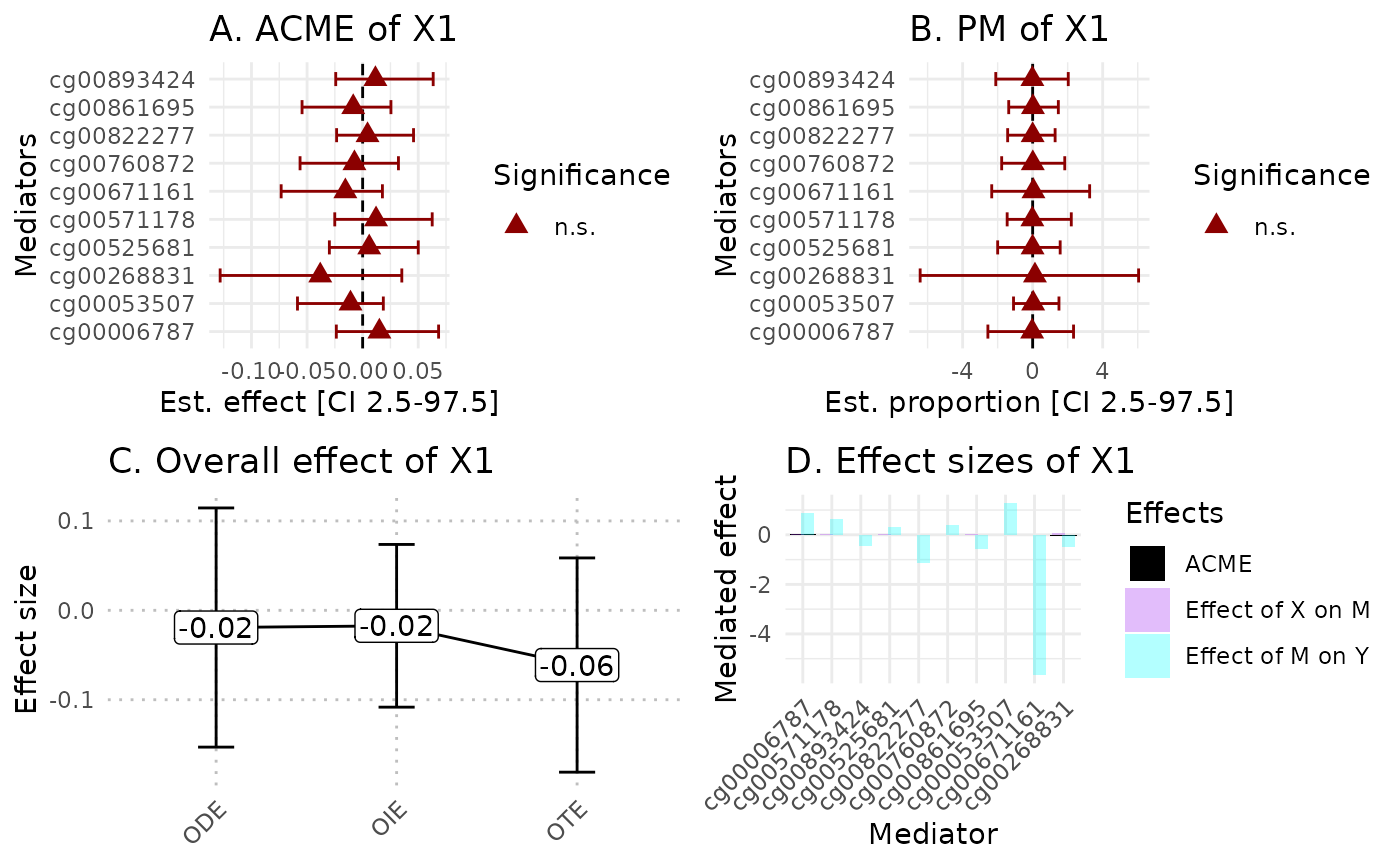 A. ACME of X1
Mediators
cg00893424
cg00861695
cg00822277
cg00760872
cg00671161
cg00571178
cg00525681
cg00268831
cg00053507
cg00006787
-0.10
-0.05
0.00
0.05
Est. effect [CI 2.5-97.5]
Significance
n.s.
B. PM of X1
Mediators
cg00893424
cg00861695
cg00822277
cg00760872
cg00671161
cg00571178
cg00525681
cg00268831
cg00053507
cg00006787
-4
0
4
Est. proportion [CI 2.5-97.5]
Significance
n.s.
C. Overall effect of X1
Effect size
0.1
0.0
-0.1
-0.02
-0.02
-0.06
ODE
OIE
OTE
D. Effect sizes of X1
Mediated effect
0
-2
-4
cg00006787
cg00571178
cg00893424
cg00525681
cg00822277
cg00760872
cg00861695
cg00053507
cg00671161
cg00268831
Mediator
Effects
ACME
Effect of X on M
Effect of M on Y